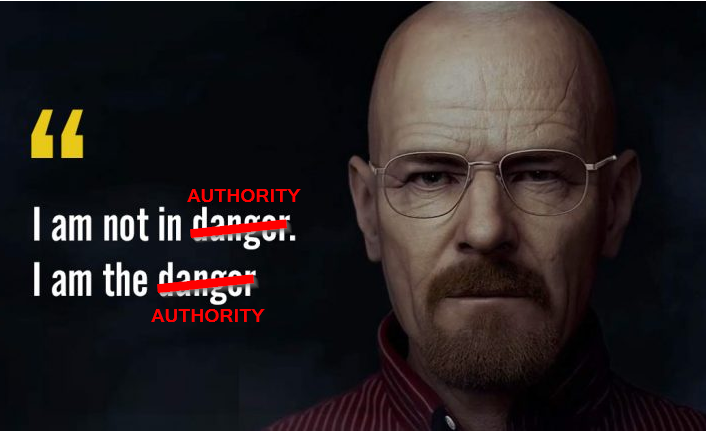 “
AUTHORITY
I am not in danger.
I am the danger
AUTHORITY